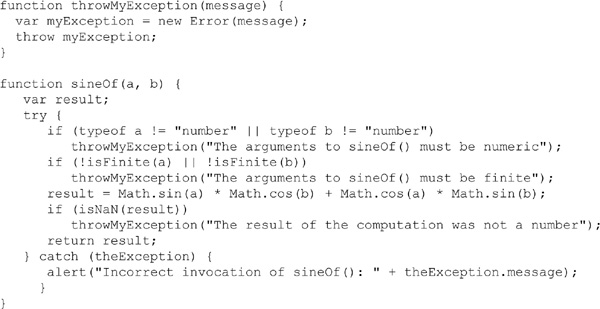 function throwMyException(message) {
  var myException = new Error(message);
  throw myException;
}

function sineOf(a, b) {
   var result;
   try {
      if (typeof a != "number" || typeof b != "number")
         throwMyException("The arguments to sineOf() must be numeric");
      if (!isFinite(a) || !isFinite(b))
         throwMyException("The arguments to sineOf() must be finite");
      result = Math.sin(a) * Math.cos(b) + Math.cos(a) * Math.sin(b);
      if (isNaN(result))
         throwMyException("The result of the computation was not a number");
      return result;
   } catch (theException) {
      alert("Incorrect invocation of sineOf(): " + theException.message);
     }
}